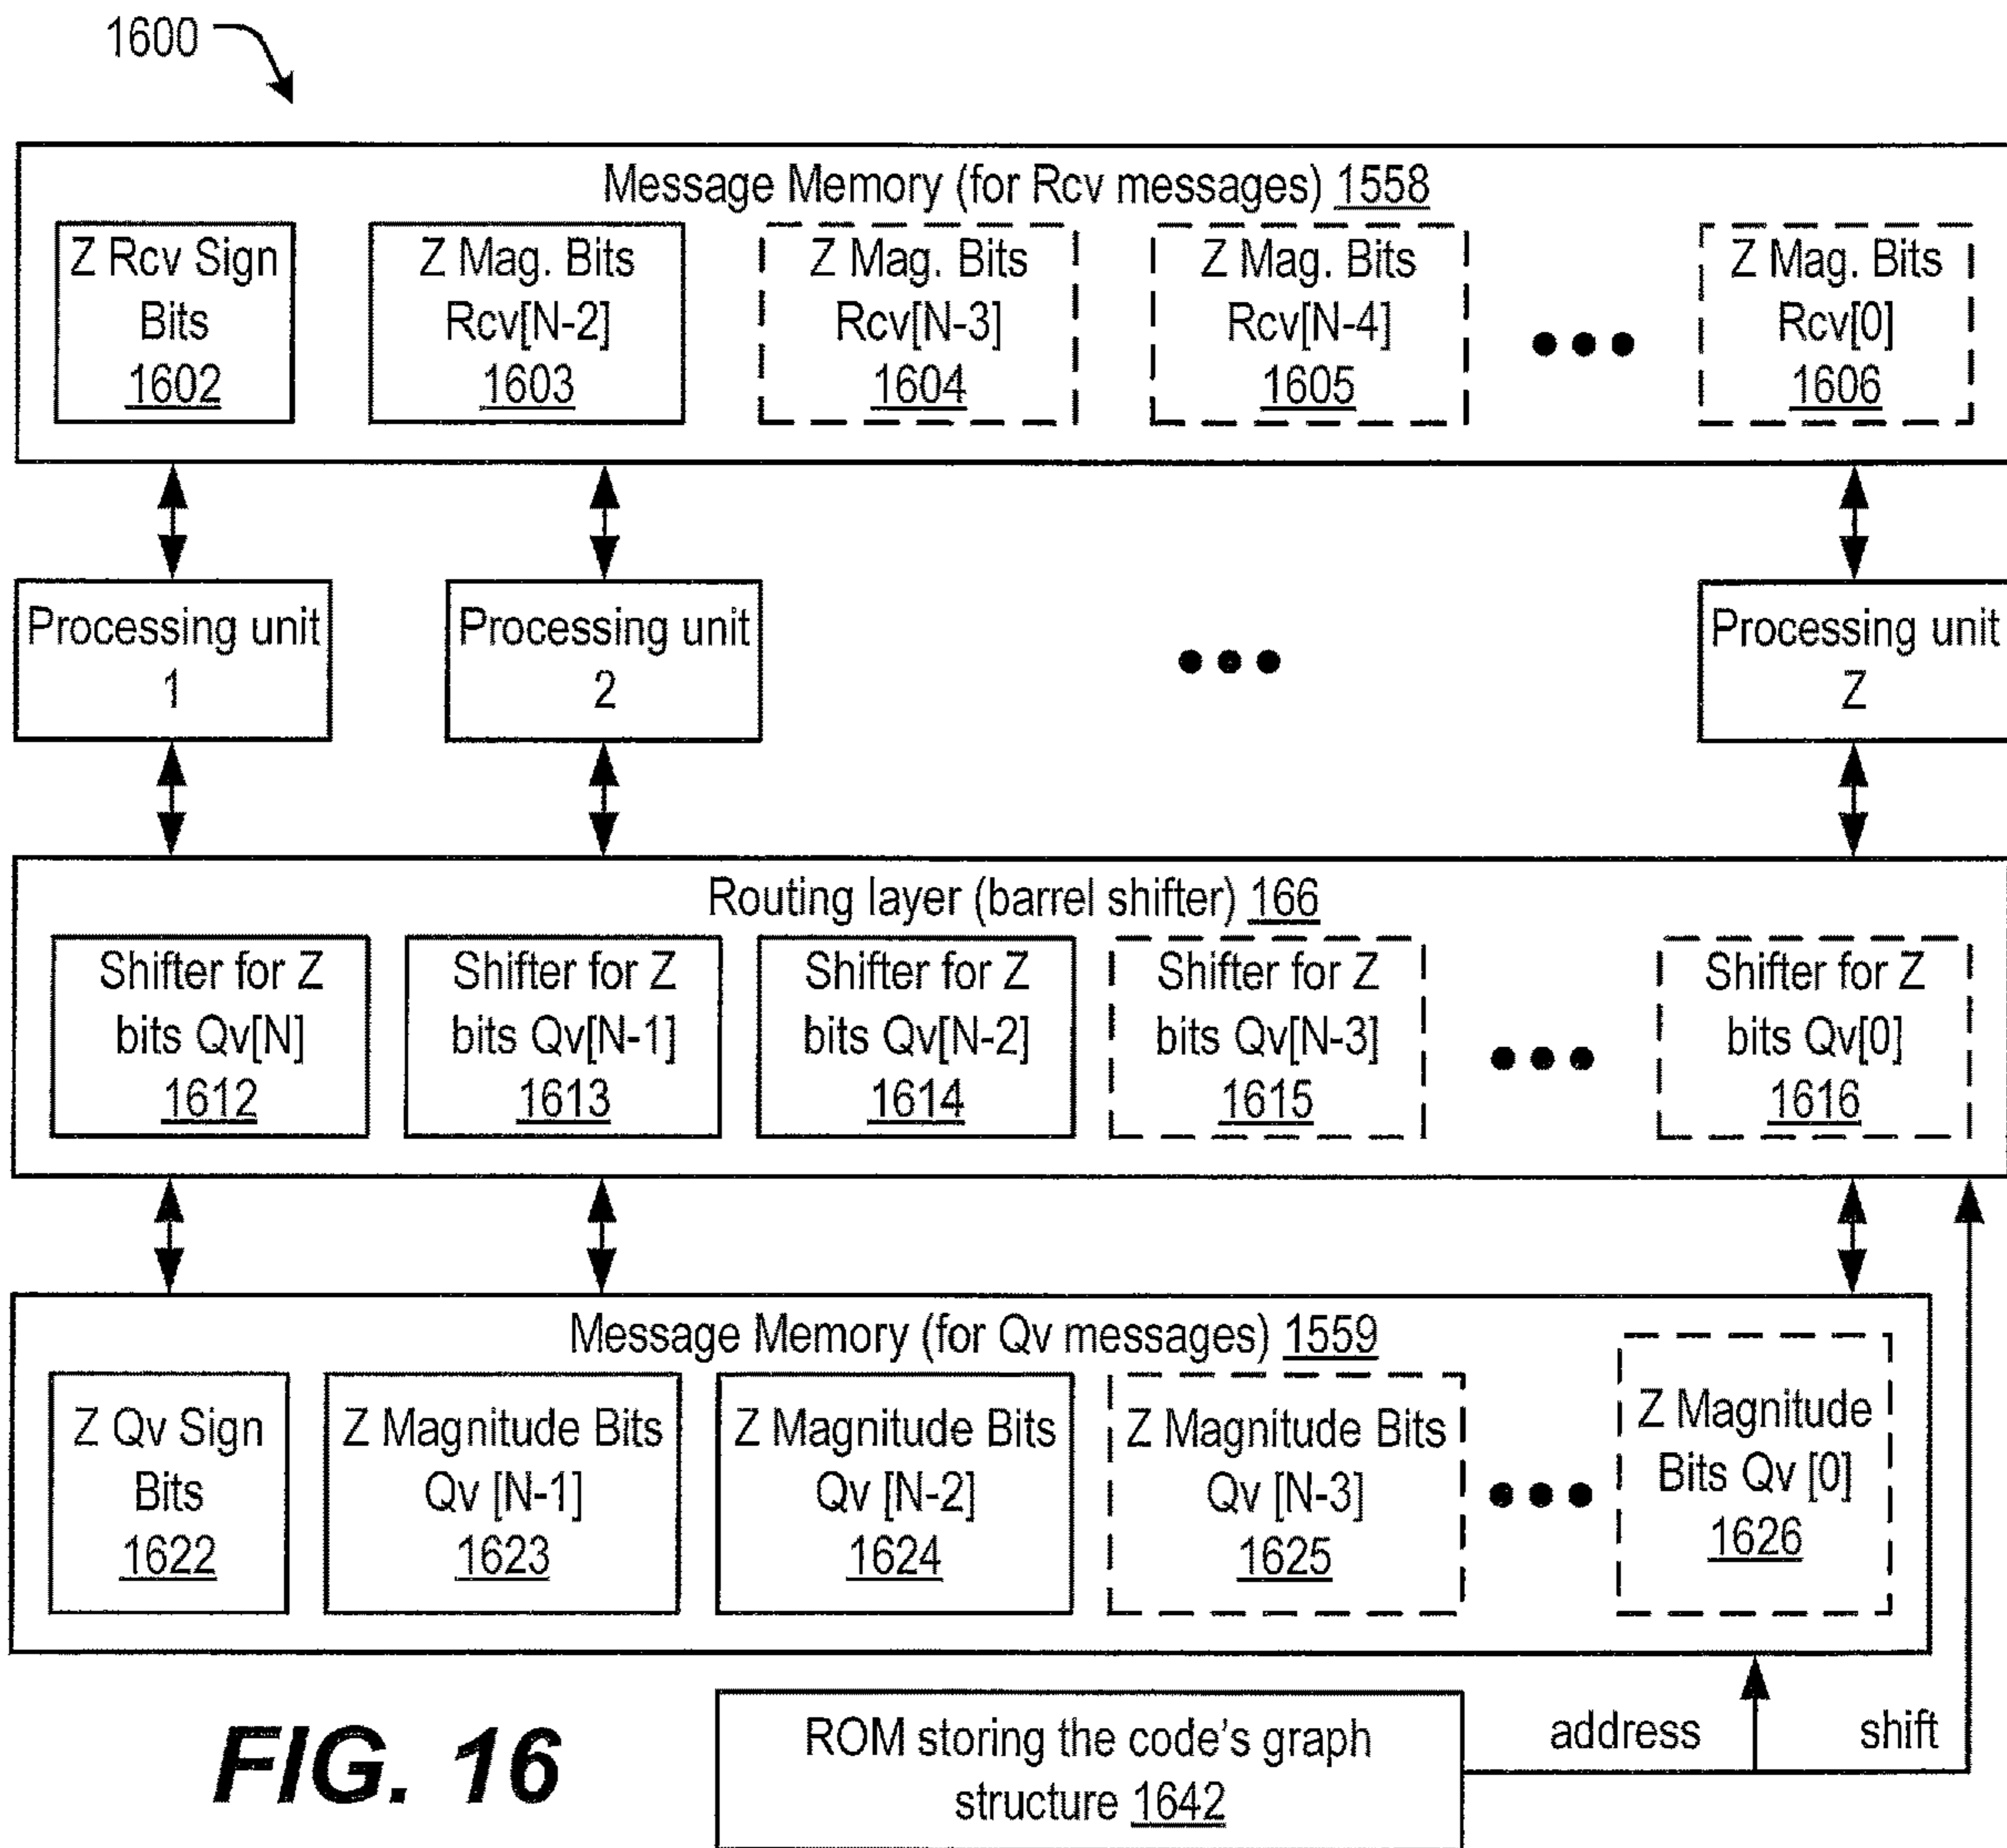 1600
Message Memory (for Rcv messages) 1558
Z Rcv Sign
Bits
1602
Z Mag. Bits
Rcv[N-2]
1603
Z Mag. Bits
Rcv[N-3]
1604
Z Mag. Bits
Rcv[N-4]
1605
Z Mag. Bits
Rcv[0]
1606
Processing unit
1
Processing unit
2
Processing unit
Z
Routing layer (barrel shifter) 166
Shifter for Z
bits Qv[N]
1612
Shifter for Z
bits Qv[N-1]
1613
Shifter for Z
bits Qv[N-2]
1614
Shifter for Z
bits Qv[N-3]
1615
Shifter for Z
bits Qv[0]
1616
Message Memory (for Qv messages) 1559
Z Qv Sign
Bits
1622
Z Magnitude Bits
Qv [N-1]
1623
Z Magnitude Bits
Qv [N-2]
1624
Z Magnitude Bits
Qv [N-3]
1625
Z Magnitude
Bits Qv [0]
1626
ROM storing the code's graph
structure 1642
address
shift
FIG. 16